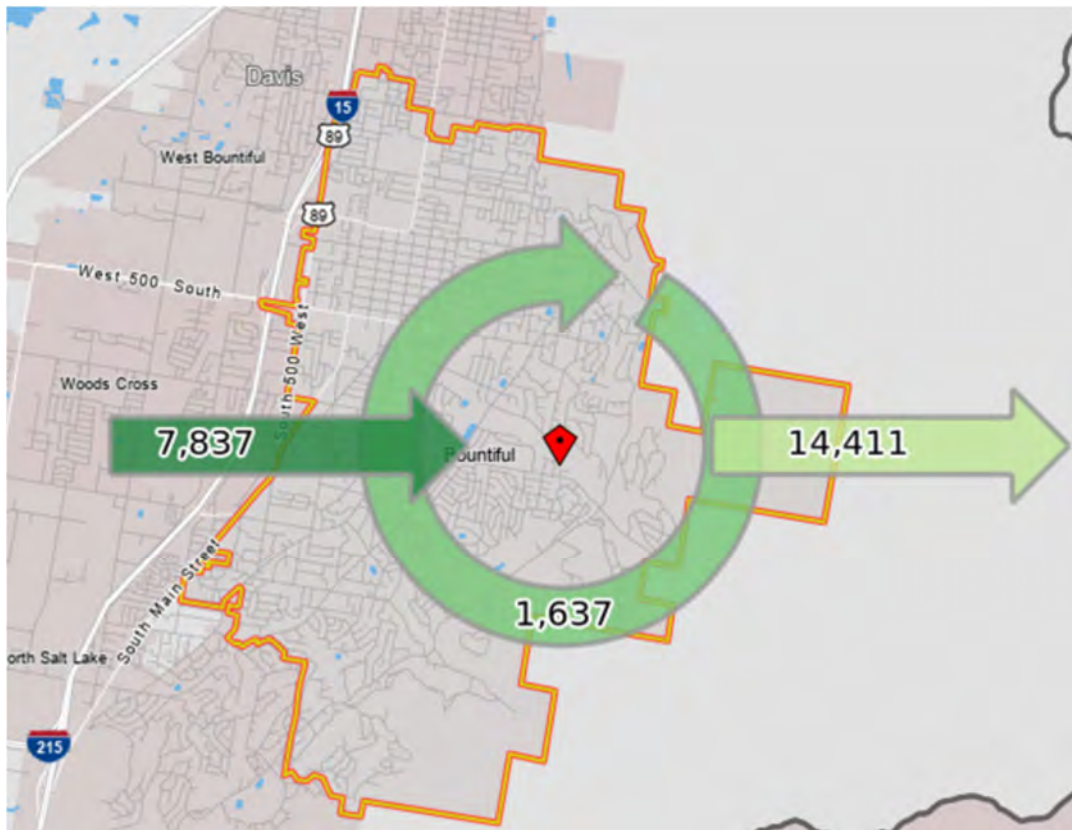 Davis
15
89
West Bountiful
89
West 500 South
South 500 West
Woods Cross
7,837
Bountiful
14,411
South Main Street
1,637
orth Salt Lake
215